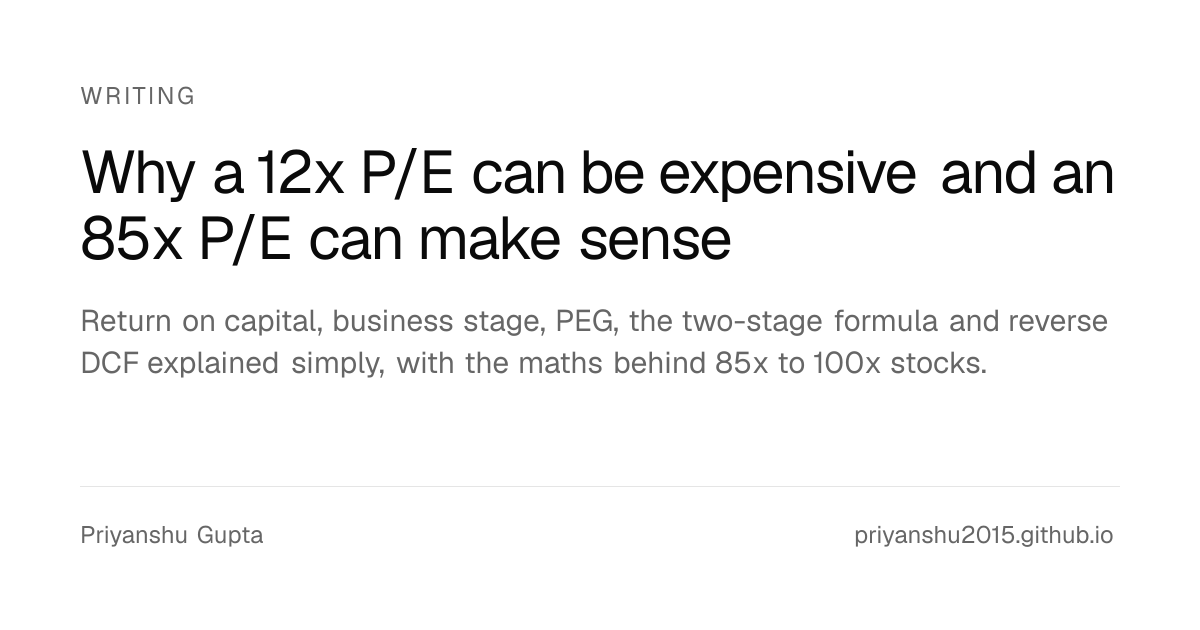 WRITING
Why a 12x P/E can be expensive and an
85x P/E can make sense
Return on capital, business stage, PEG, the two-stage formula and reverse
DCF explained simply, with the maths behind 85x to 100x stocks.
Priyanshu Gupta
priyanshu2015.github.io